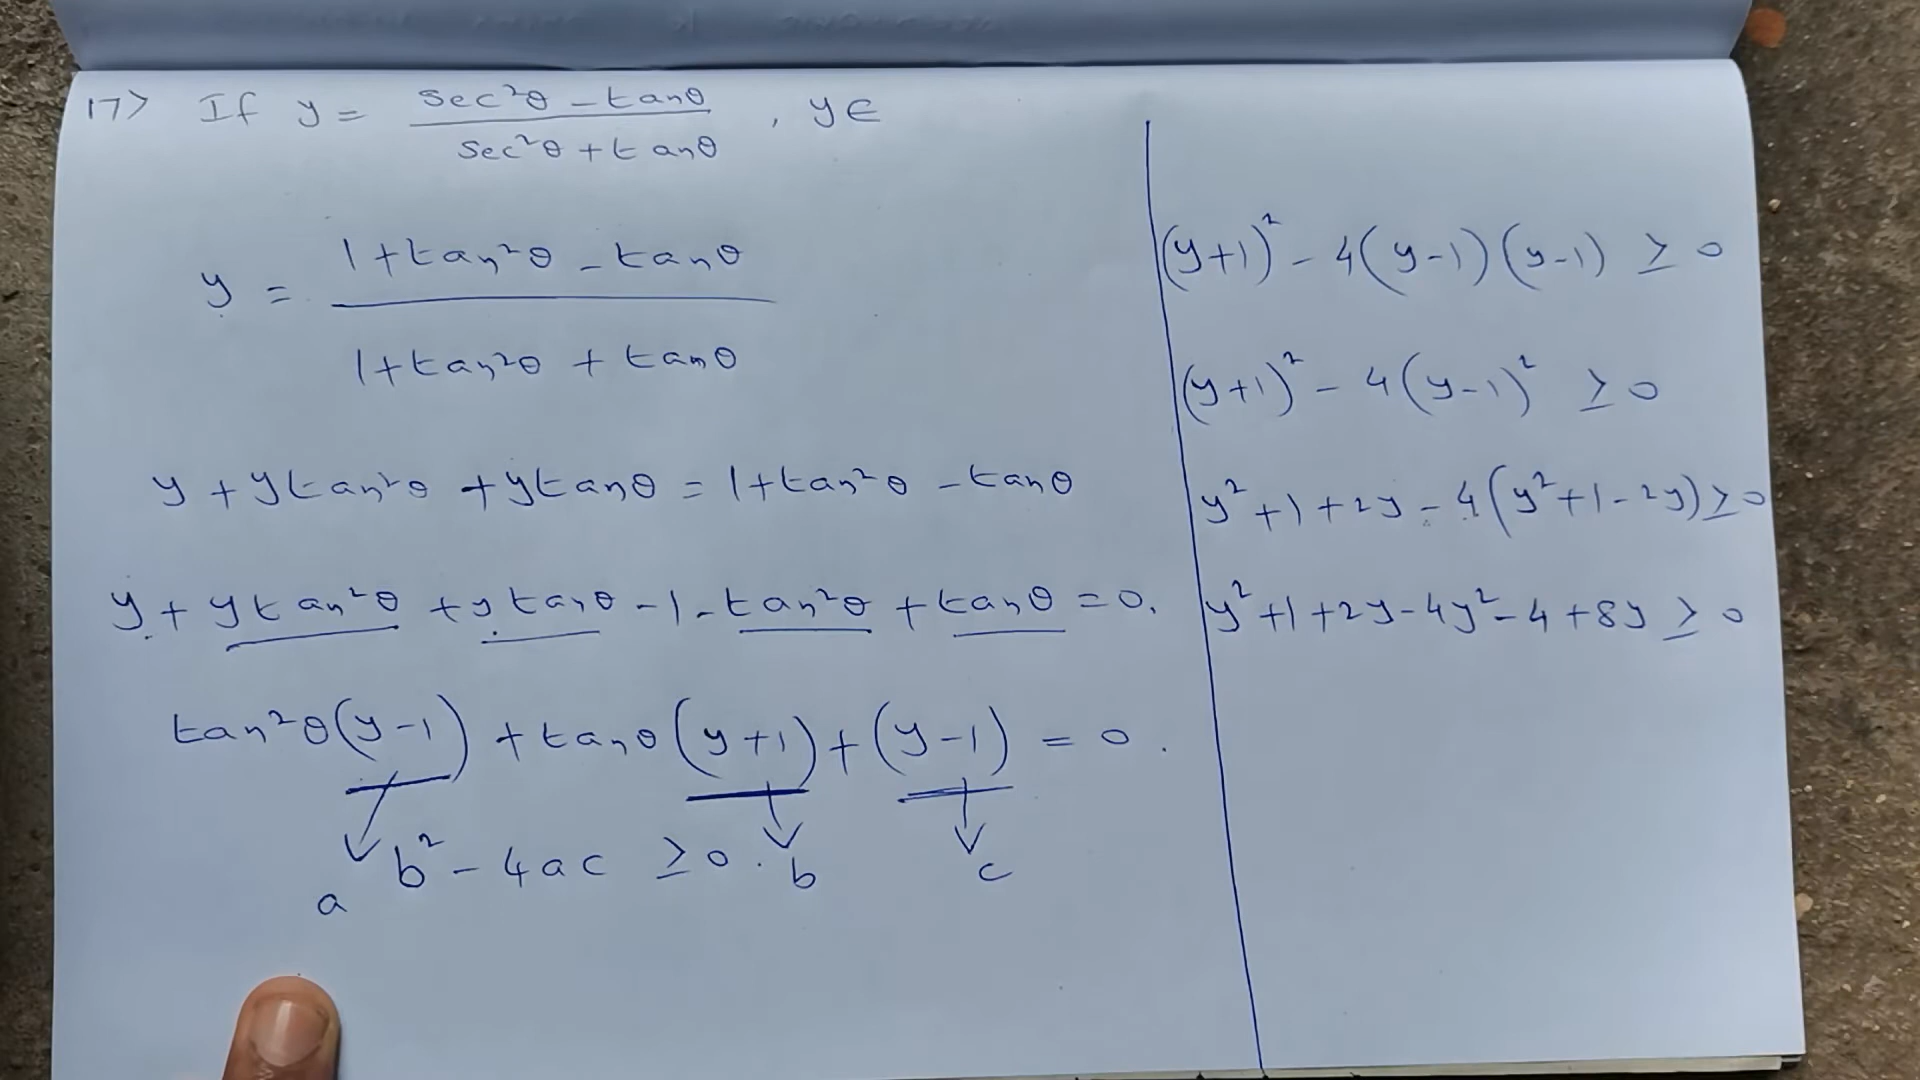 17> If y = sec²θ - tanθ / sec²θ + tanθ , y∈
y = 1+tan²θ - tanθ / 1+tan²θ + tanθ
y + ytan²θ + ytanθ = 1+tan²θ - tanθ
y + ytan²θ + ytanθ - 1 - tan²θ + tanθ = 0.
tan²θ(y-1) + tanθ(y+1) + (y-1) = 0.
a b² - 4ac ≥ 0. b c
(y+1)² - 4(y-1)(y-1) ≥ 0
(y+1)² - 4(y-1)² ≥ 0
y²+1+2y - 4(y²+1-2y) ≥ 0
y²+1+2y-4y²-4+8y ≥ 0